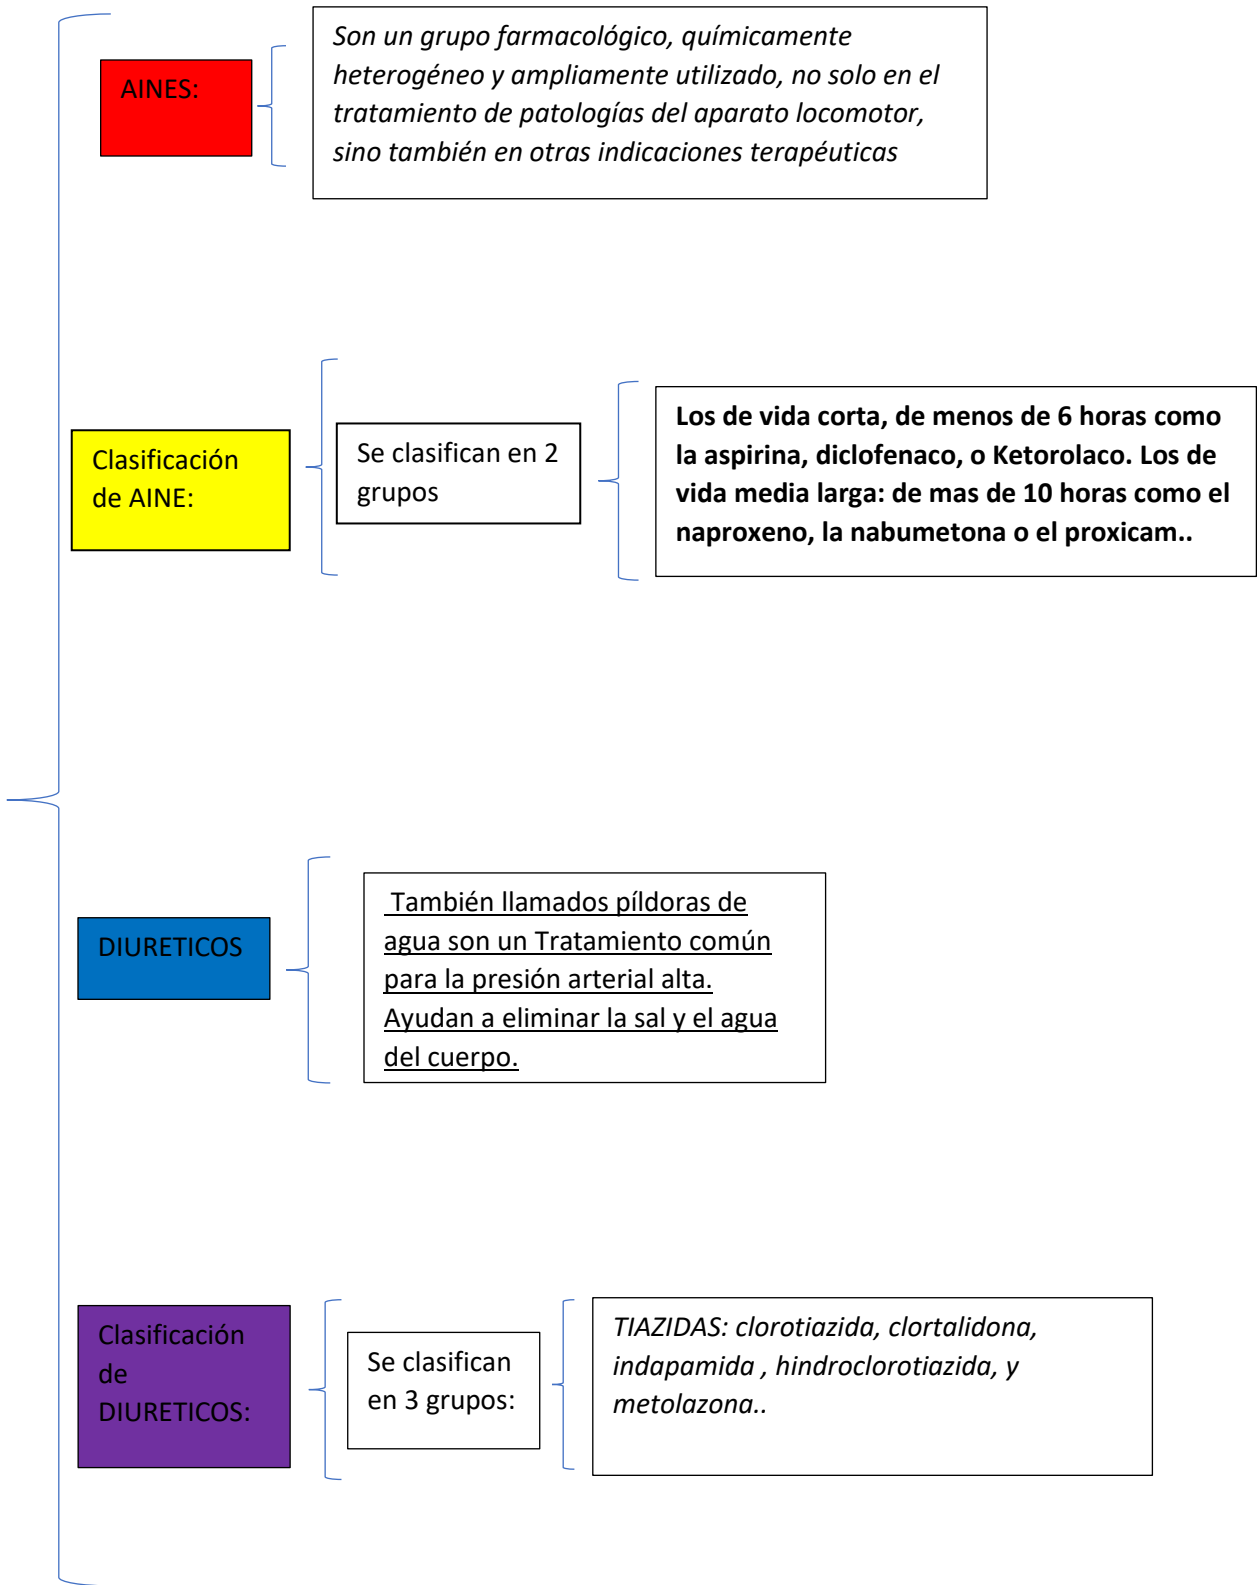 AINES:
Son un grupo farmacológico, químicamente
heterogéneo y ampliamente utilizado, no solo en el
tratamiento de patologías del aparato locomotor,
sino también en otras indicaciones terapéuticas
Clasificación
de AINE:
Se clasifican en 2
grupos
Los de vida corta, de menos de 6 horas como
la aspirina, diclofenaco, o Ketorolaco. Los de
vida media larga: de mas de 10 horas como el
naproxeno, la nabumetona o el proxicam..
DIURETICOS
También llamados píldoras de
agua son un Tratamiento común
para la presión arterial alta.
Ayudan a eliminar la sal y el agua
del cuerpo.
Clasificación
de
DIURETICOS:
Se clasifican
en 3 grupos:
TIAZIDAS: clorotiazida, clortalidona,
indapamida , hindroclorotiazida, y
metolazona..